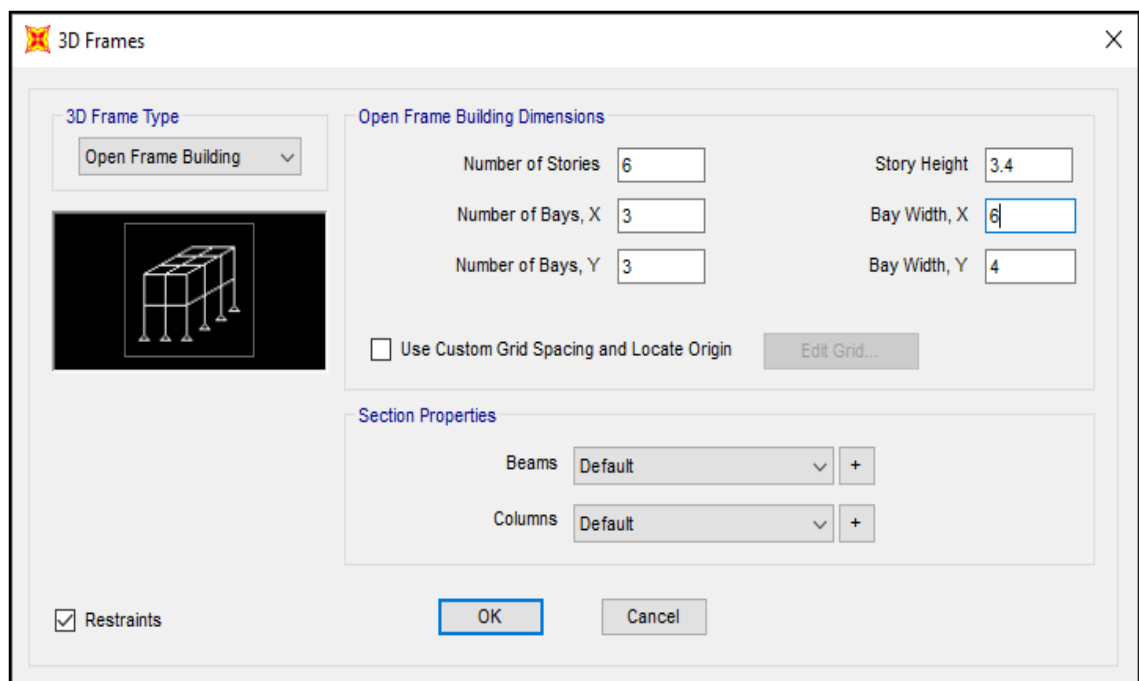 3D Frames
3D Frame Type
Open Frame Building
Open Frame Building Dimensions
Number of Stories 6
Story Height 3.4
Number of Bays, X 3
Bay Width, X 6
Number of Bays, Y 3
Bay Width, Y 4
Use Custom Grid Spacing and Locate Origin
Edit Grid...
Section Properties
Beams Default +
Columns Default +
Restraints
OK
Cancel